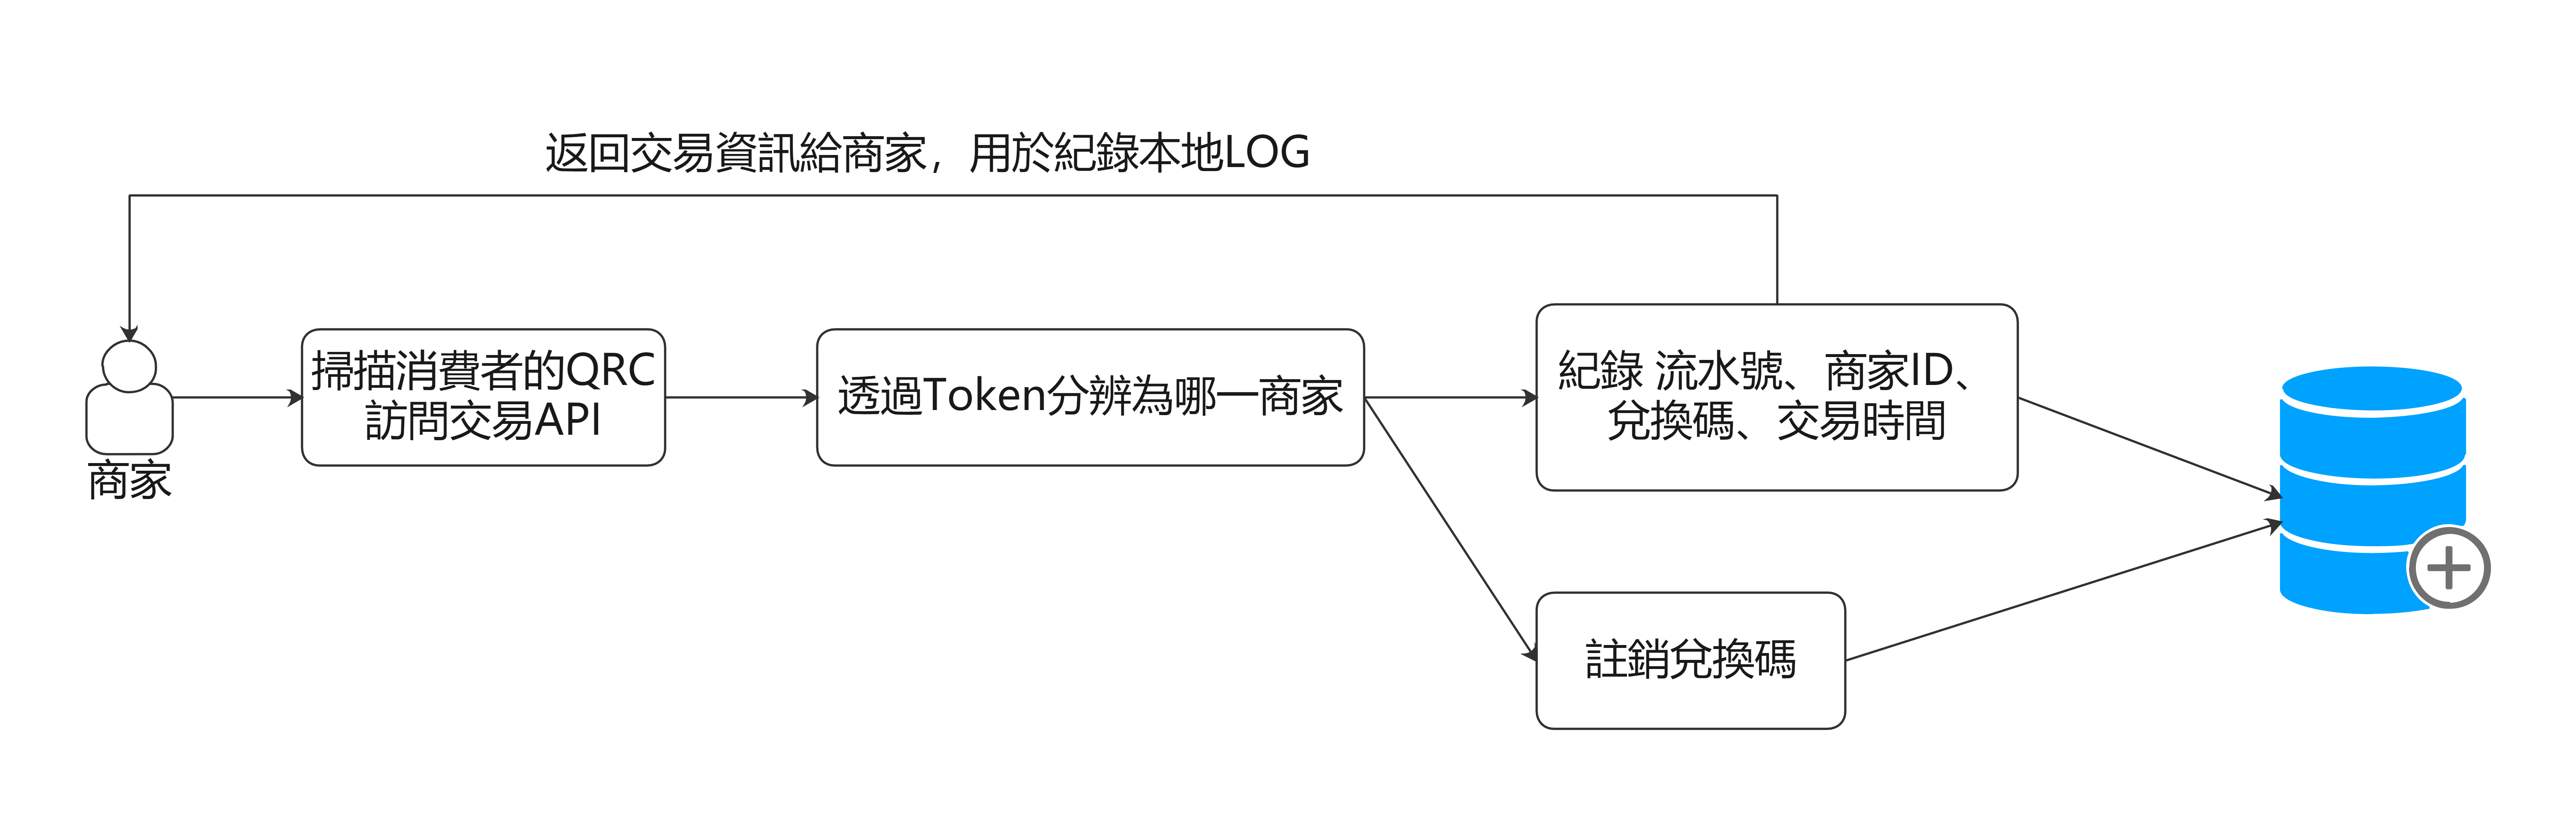 返回交易資訊給商家，用於紀錄本地LOG
商家
掃描消費者的QRC
訪問交易API
透過Token分辨為哪一商家
紀錄 流水號、商家ID、
兌換碼、交易時間
註銷兌換碼